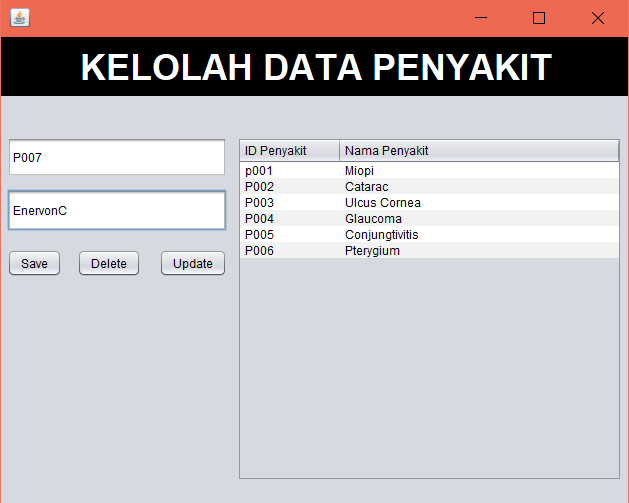 KELOLAH DATA PENYAKIT
P007
EnervonC
Save Delete Update
ID Penyakit Nama Penyakit
p001 Miopi
P002 Catarac
P003 Ulcus Cornea
P004 Glaucoma
P005 Conjungtivitis
P006 Pterygium